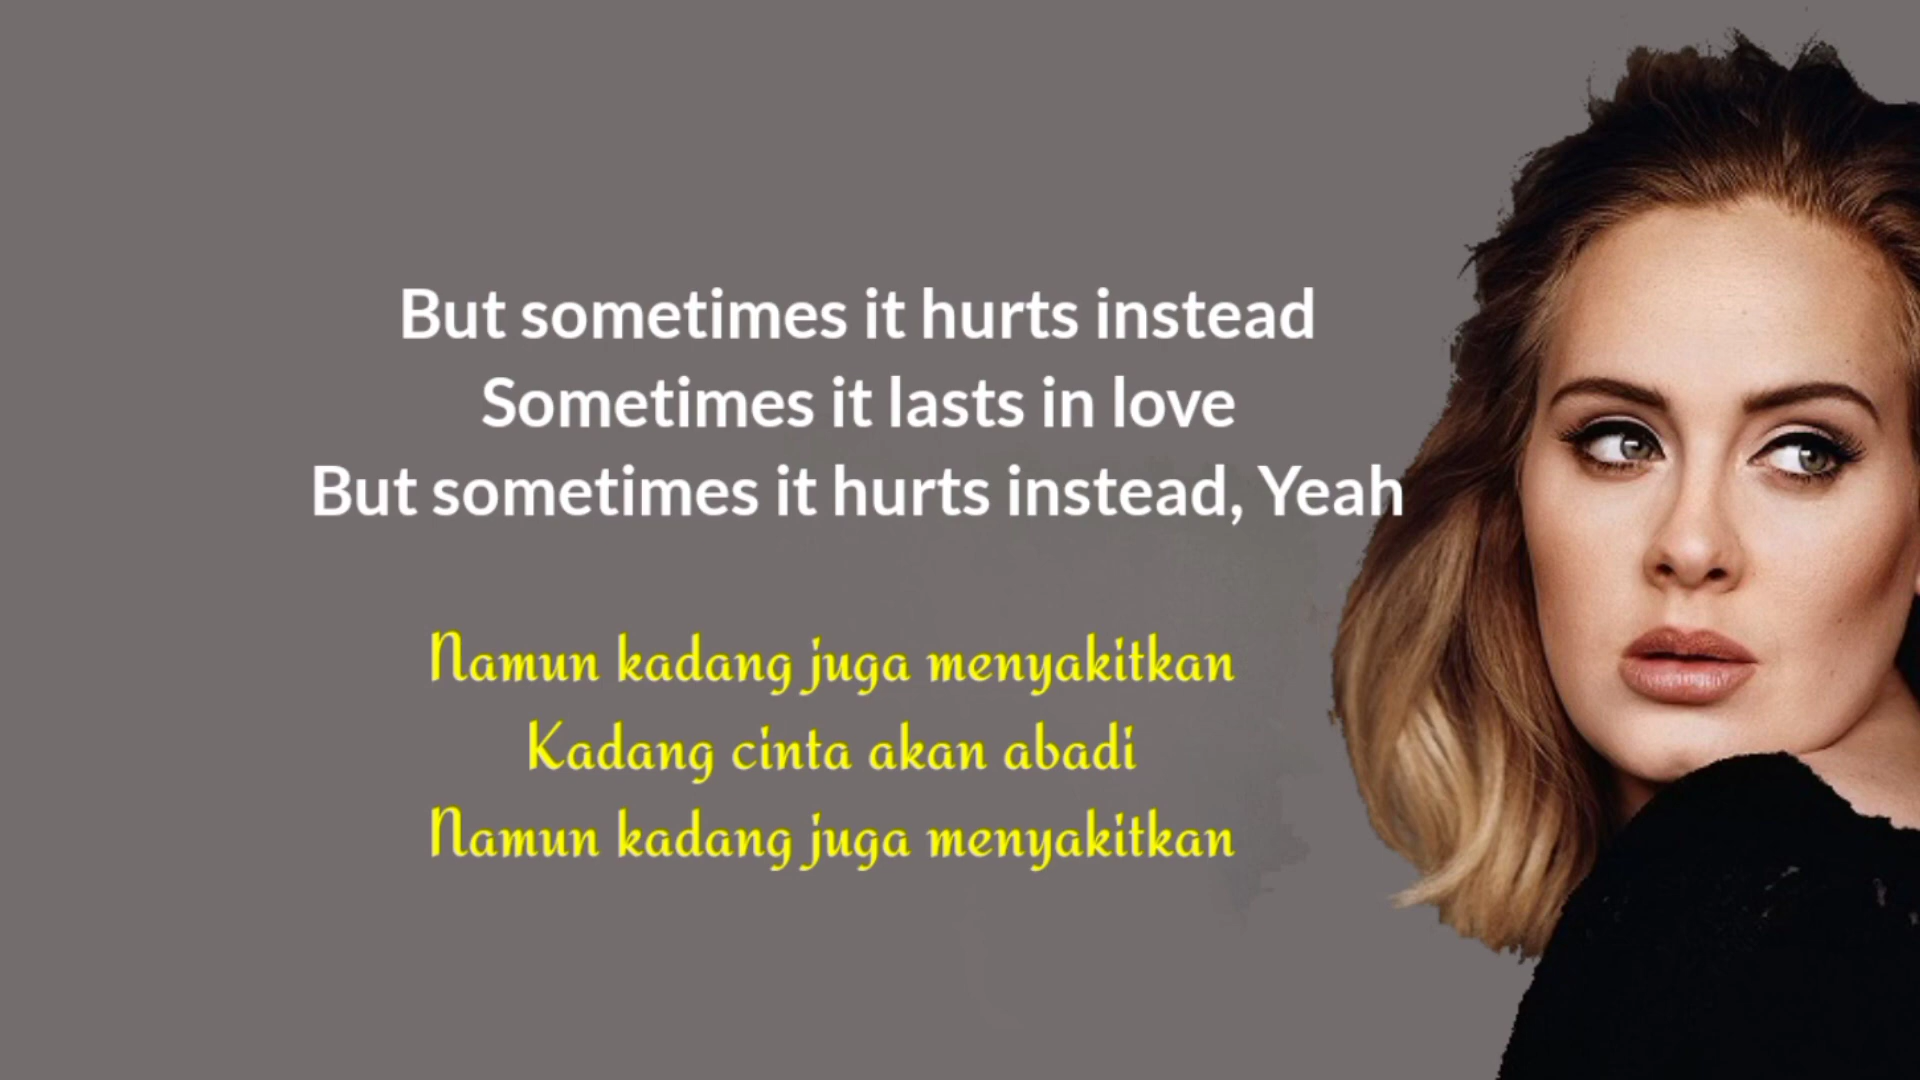 But sometimes it hurts instead
Sometimes it lasts in love
But sometimes it hurts instead, Yeah
Namun kadang juga menyakitkan
Kadang cinta akan abadi
Namun kadang juga menyakitkan